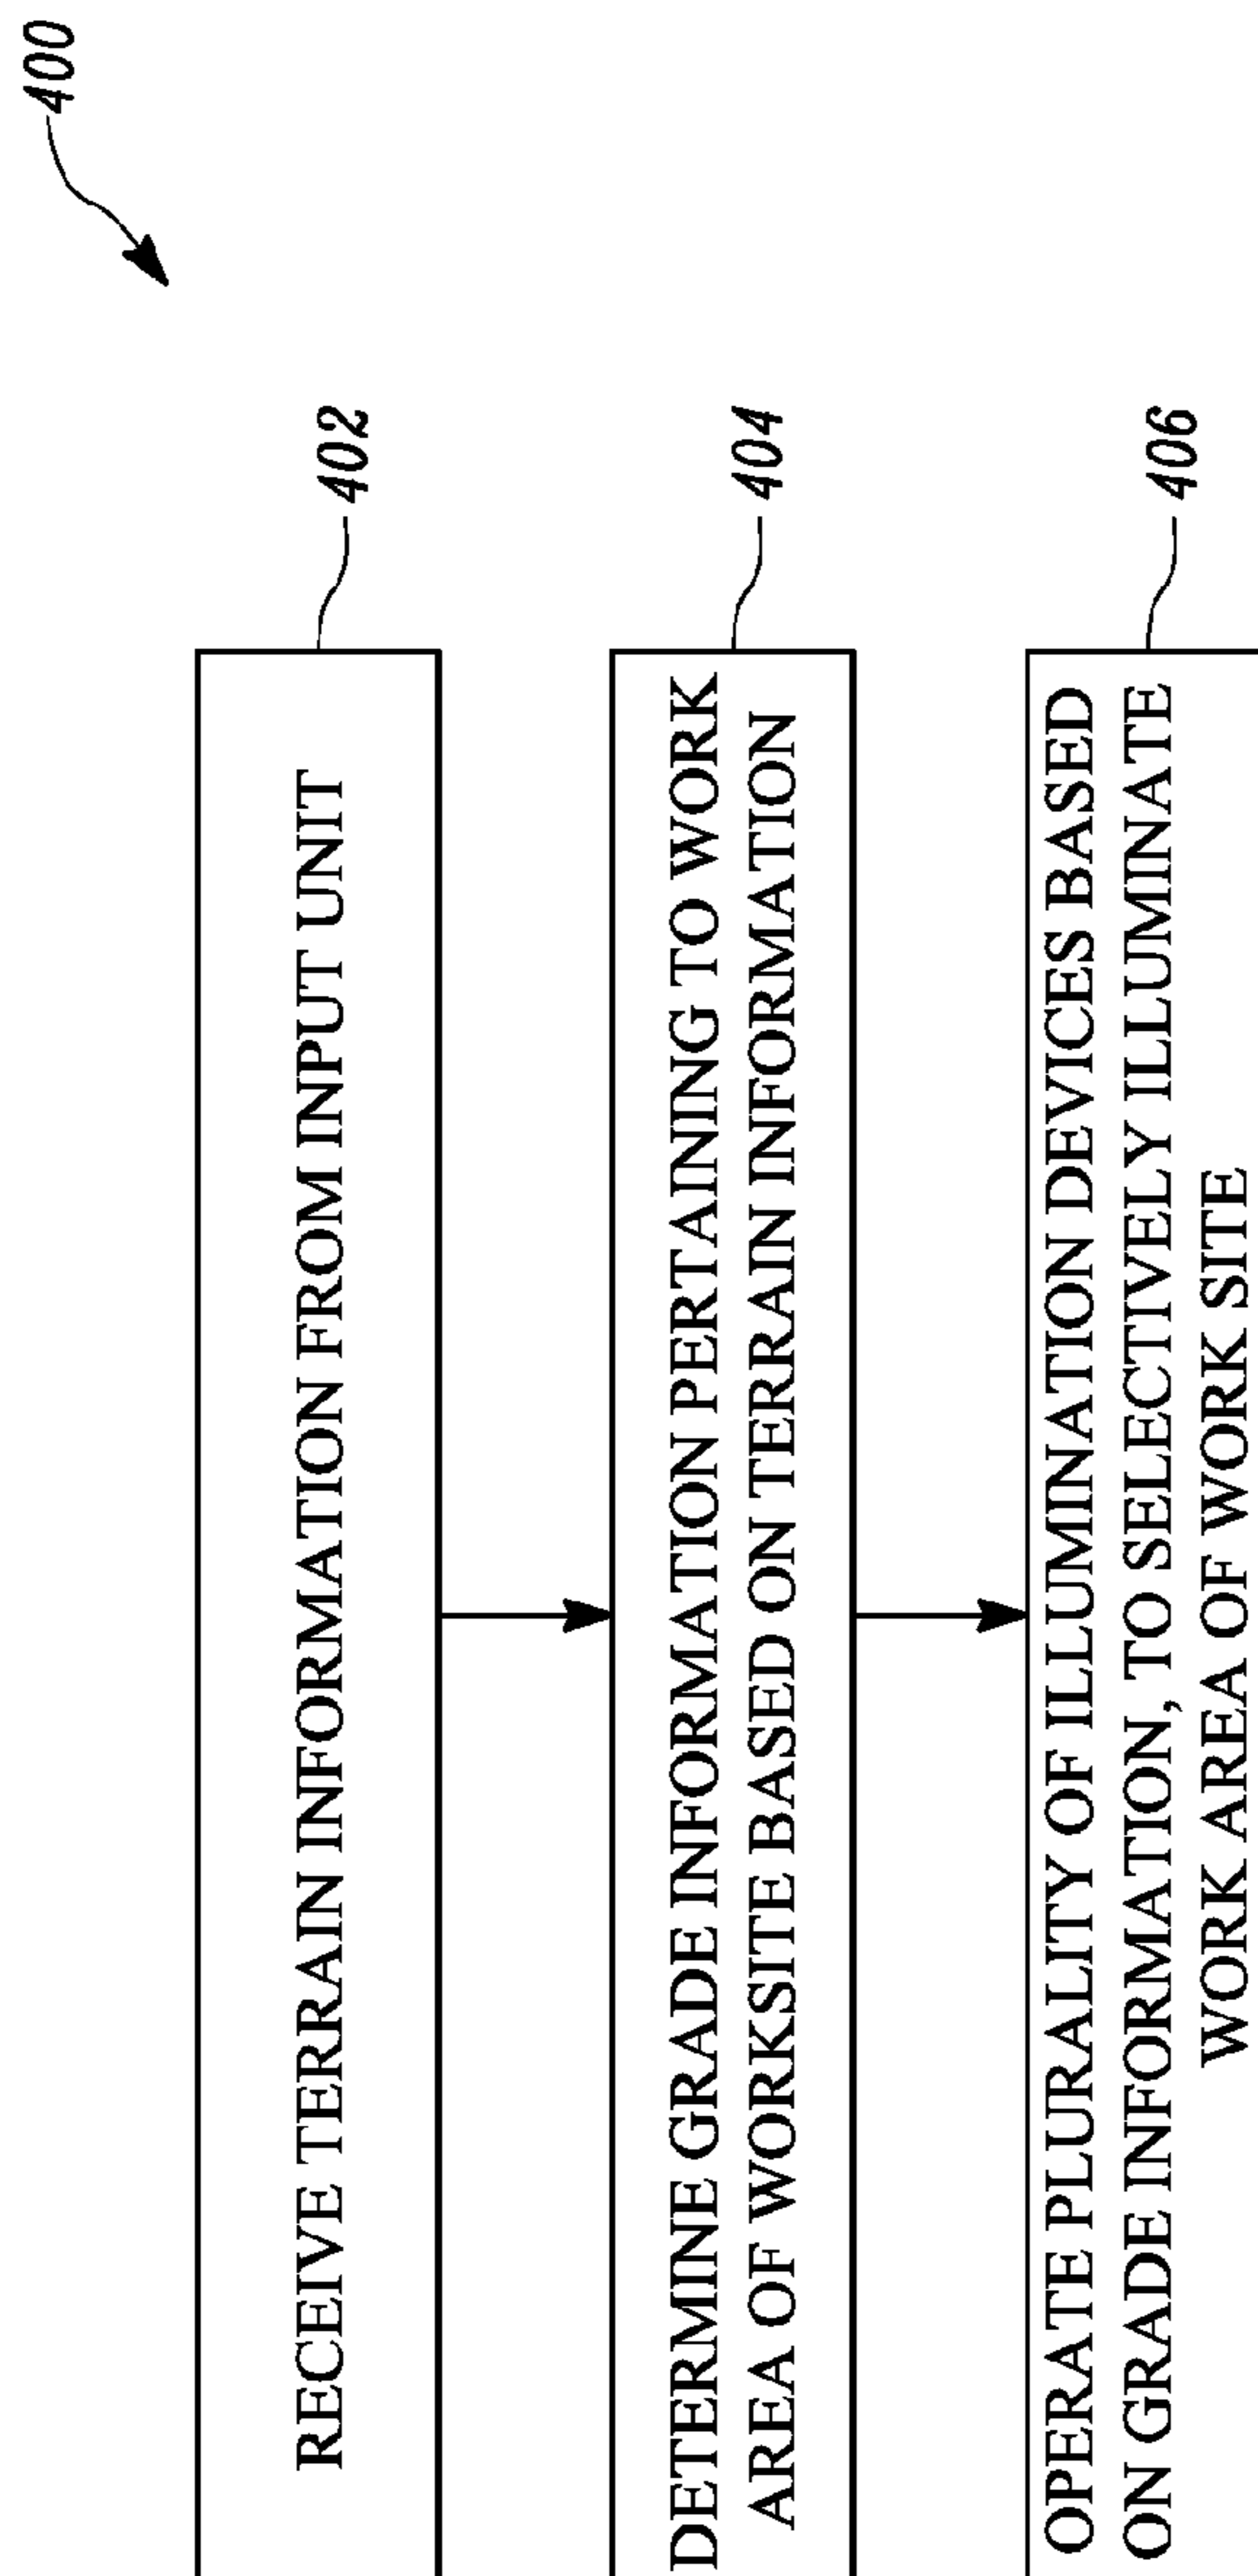 400
402
RECEIVE TERRAIN INFORMATION FROM INPUT UNIT
404
DETERMINE GRADE INFORMATION PERTAINING TO WORK
AREA OF WORKSITE BASED ON TERRAIN INFORMATION
406
OPERATE PLURALITY OF ILLUMINATION DEVICES BASED
ON GRADE INFORMATION, TO SELECTIVELY ILLUMINATE
WORK AREA OF WORK SITE